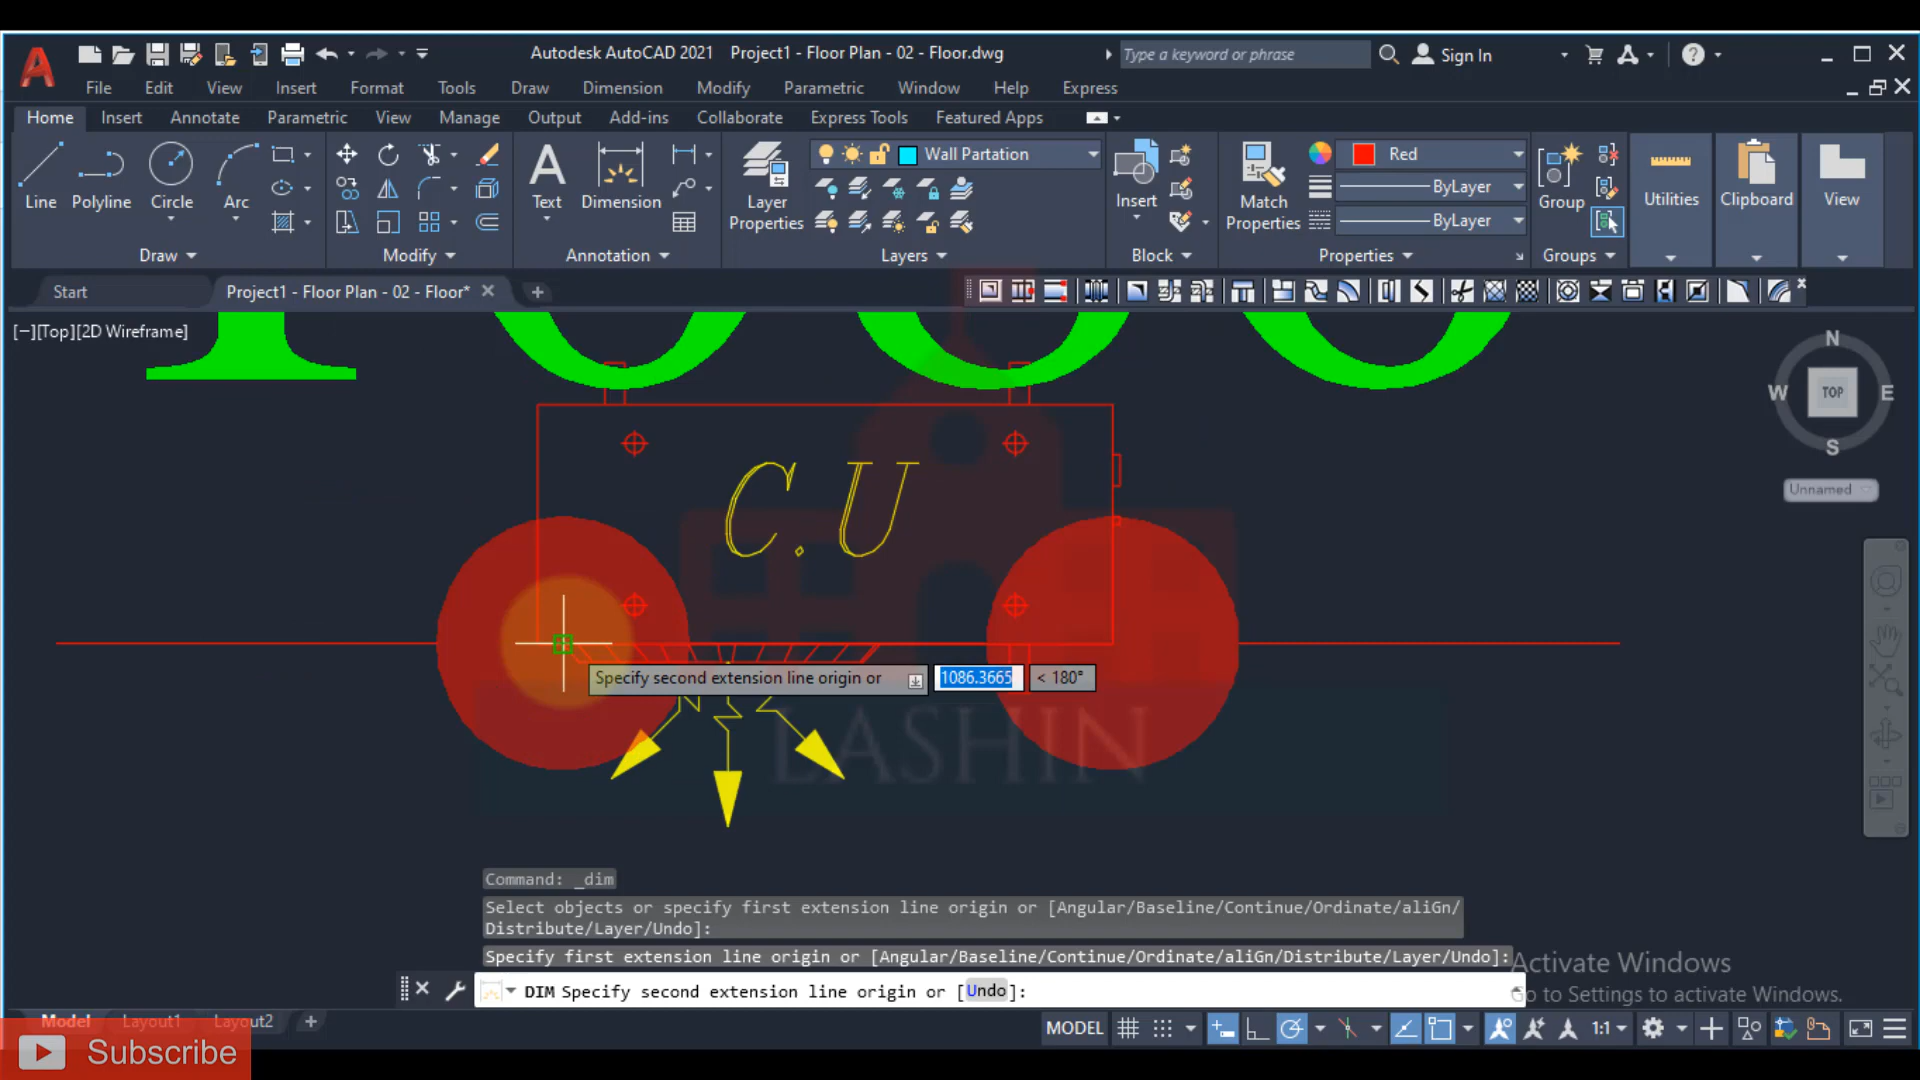 Autodesk AutoCAD 2021 Project1 - Floor Plan - 02 - Floor.dwg
Type a keyword or phrase
Sign In
File Edit View Insert Format Tools Draw Dimension Modify Parametric Window Help Express
Home Insert Annotate Parametric View Manage Output Add-ins Collaborate Express Tools Featured Apps
Line Polyline Circle Arc
Text Dimension
Layer Properties
Wall Partation
Insert
Match Properties
Red
ByLayer
ByLayer
Group
Utilities Clipboard View
Draw Modify Annotation Layers Block Properties Groups
Start Project1 - Floor Plan - 02 - Floor*
[−][Top][2D Wireframe]
N
W TOP E
S
Unnamed
C.U
Specify second extension line origin or 1086.3665 < 180°
LASHIN
Command: _dim
Select objects or specify first extension line origin or [Angular/Baseline/Continue/Ordinate/aliGn/
Distribute/Layer/Undo]:
Specify first extension line origin or [Angular/Baseline/Continue/Ordinate/aliGn/Distribute/Layer/Undo]:
DIM Specify second extension line origin or [Undo]:
Activate Windows
Go to Settings to activate Windows.
Model Layout1 Layout2
MODEL 1:1
Subscribe